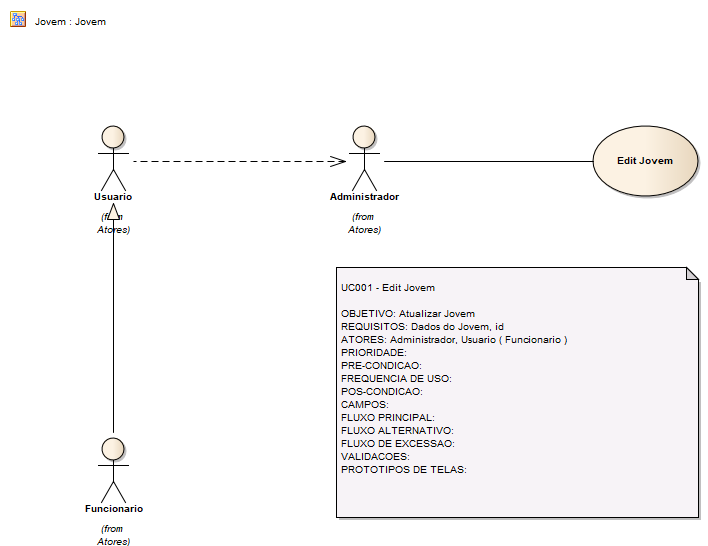 Jovem : Jovem
Usuario
(from
Atores)
Administrador
(from
Atores)
Edit Jovem
UC001 - Edit Jovem
OBJETIVO: Atualizar Jovem
REQUISITOS: Dados do Jovem, id
ATORES: Administrador, Usuario ( Funcionario )
PRIORIDADE:
PRE-CONDICAO:
FREQUENCIA DE USO:
POS-CONDICAO:
CAMPOS:
FLUXO PRINCIPAL:
FLUXO ALTERNATIVO:
FLUXO DE EXCESSAO:
VALIDACOES:
PROTOTIPOS DE TELAS:
Funcionario
(from
Atores)